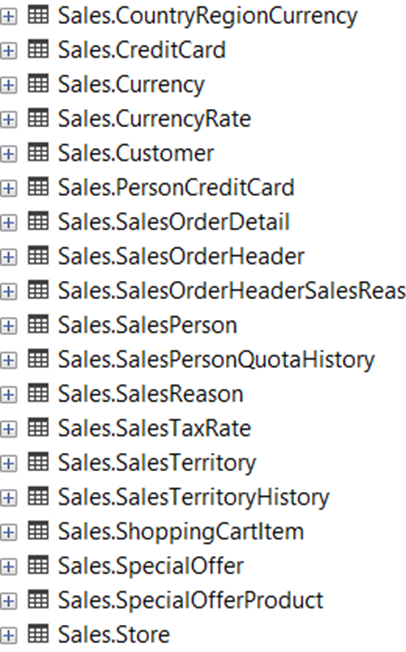 Sales.CountryRegionCurrency
Sales.CreditCard
Sales.Currency
Sales.CurrencyRate
Sales.Customer
Sales.PersonCreditCard
Sales.SalesOrderDetail
Sales.SalesOrderHeader
Sales.SalesOrderHeaderSalesReas
Sales.SalesPerson
Sales.SalesPersonQuotaHistory
Sales.SalesReason
Sales.SalesTaxRate
Sales.SalesTerritory
Sales.SalesTerritoryHistory
Sales.ShoppingCartItem
Sales.SpecialOffer
Sales.SpecialOfferProduct
Sales.Store